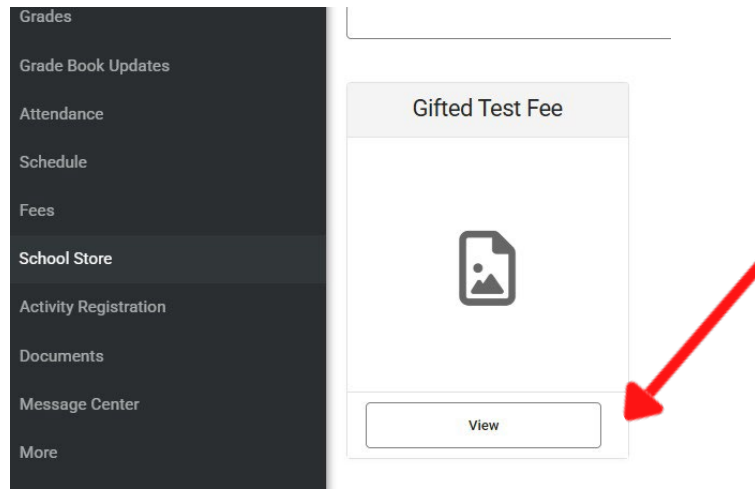 Grades
Grade Book Updates
Attendance
Schedule
Fees
School Store
Activity Registration
Documents
Message Center
More
Gifted Test Fee
View